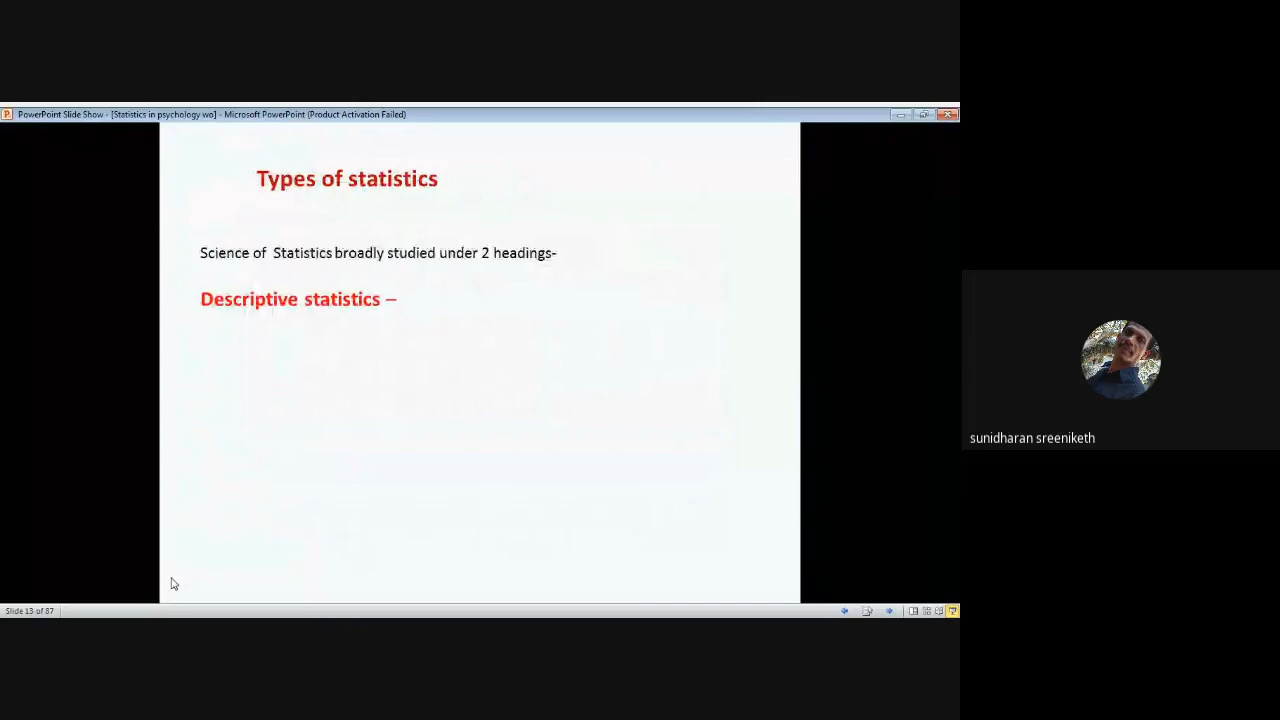 PowerPoint Slide Show - [Statistics in psychology wo] - Microsoft PowerPoint (Product Activation Failed)
Types of statistics
Science of Statistics broadly studied under 2 headings-
Descriptive statistics –
sunidharan sreeniketh
Slide 13 of 87